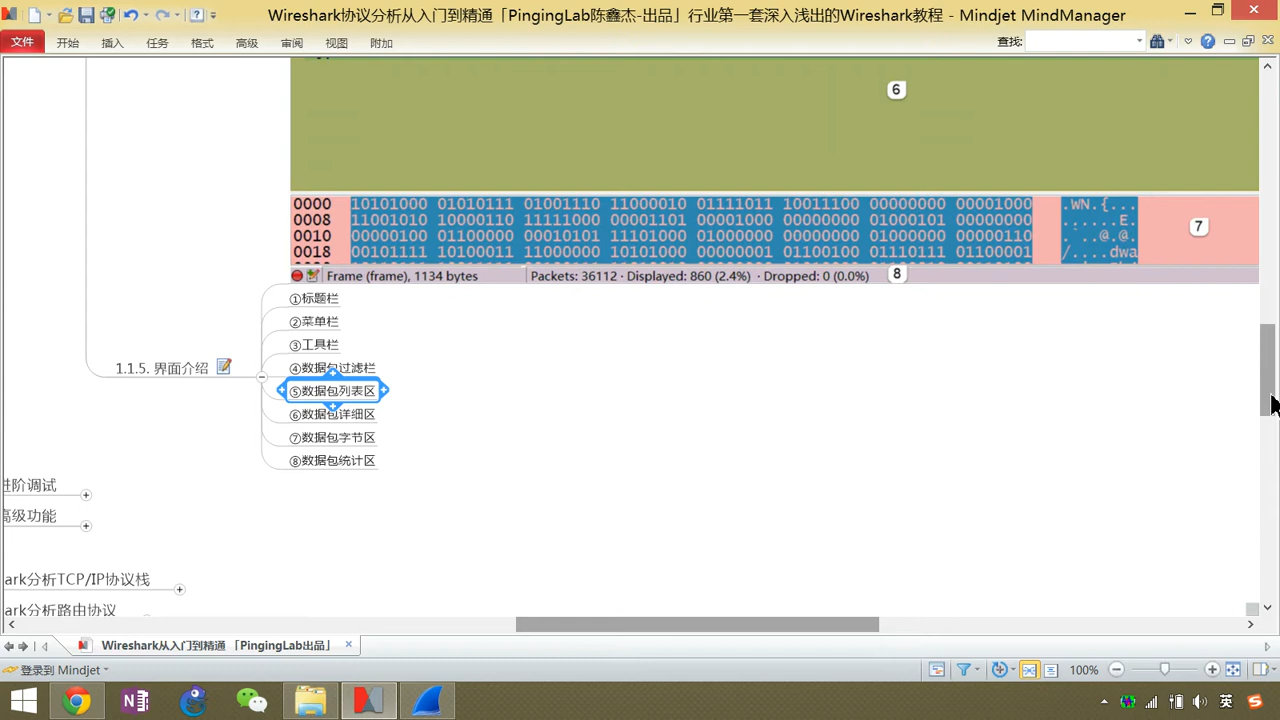 Wireshark协议分析从入门到精通「PingingLab陈鑫杰-出品」行业第一套深入浅出的Wireshark教程 - Mindjet MindManager
文件 开始 插入 任务 格式 高级 审阅 视图 附加 查找:
6
0000 10101000 01010111 01001110 11000010 01111011 10011100 00000000 00001000 .WN.{...
0008 11001010 10000110 11111000 00001101 00001000 00000000 01000101 00000000 ......E.
0010 00000100 01100000 00010101 11101000 01000000 00000000 01000000 00000110 .`..@.@.
0018 00101111 10100011 11000000 10101000 00000001 01100100 01110111 01100001 /....dwa
7
Frame (frame), 1134 bytes Packets: 36112 · Displayed: 860 (2.4%) · Dropped: 0 (0.0%) 8
①标题栏
②菜单栏
③工具栏
④数据包过滤栏
1.1.5. 界面介绍
⑤数据包列表区
⑥数据包详细区
⑦数据包字节区
⑧数据包统计区
进阶调试
高级功能
ark分析TCP/IP协议栈
ark分析路由协议
Wireshark从入门到精通 「PingingLab出品」
登录到 Mindjet 100%
英